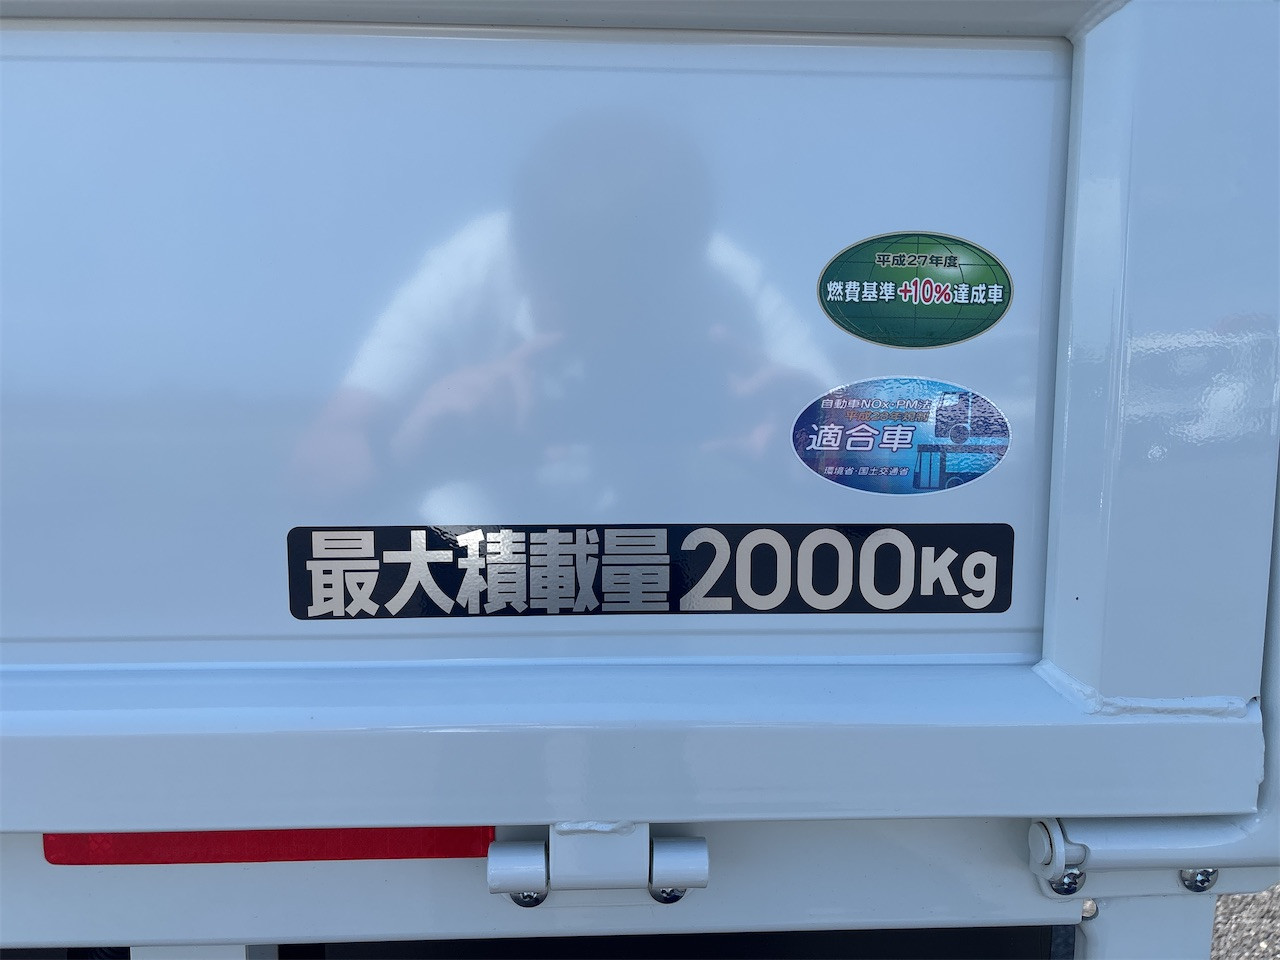 平成27年度
燃費基準+10%達成車
自動車NOx・PM法
適合車
環境省・国土交通省
最大積載量2000Kg